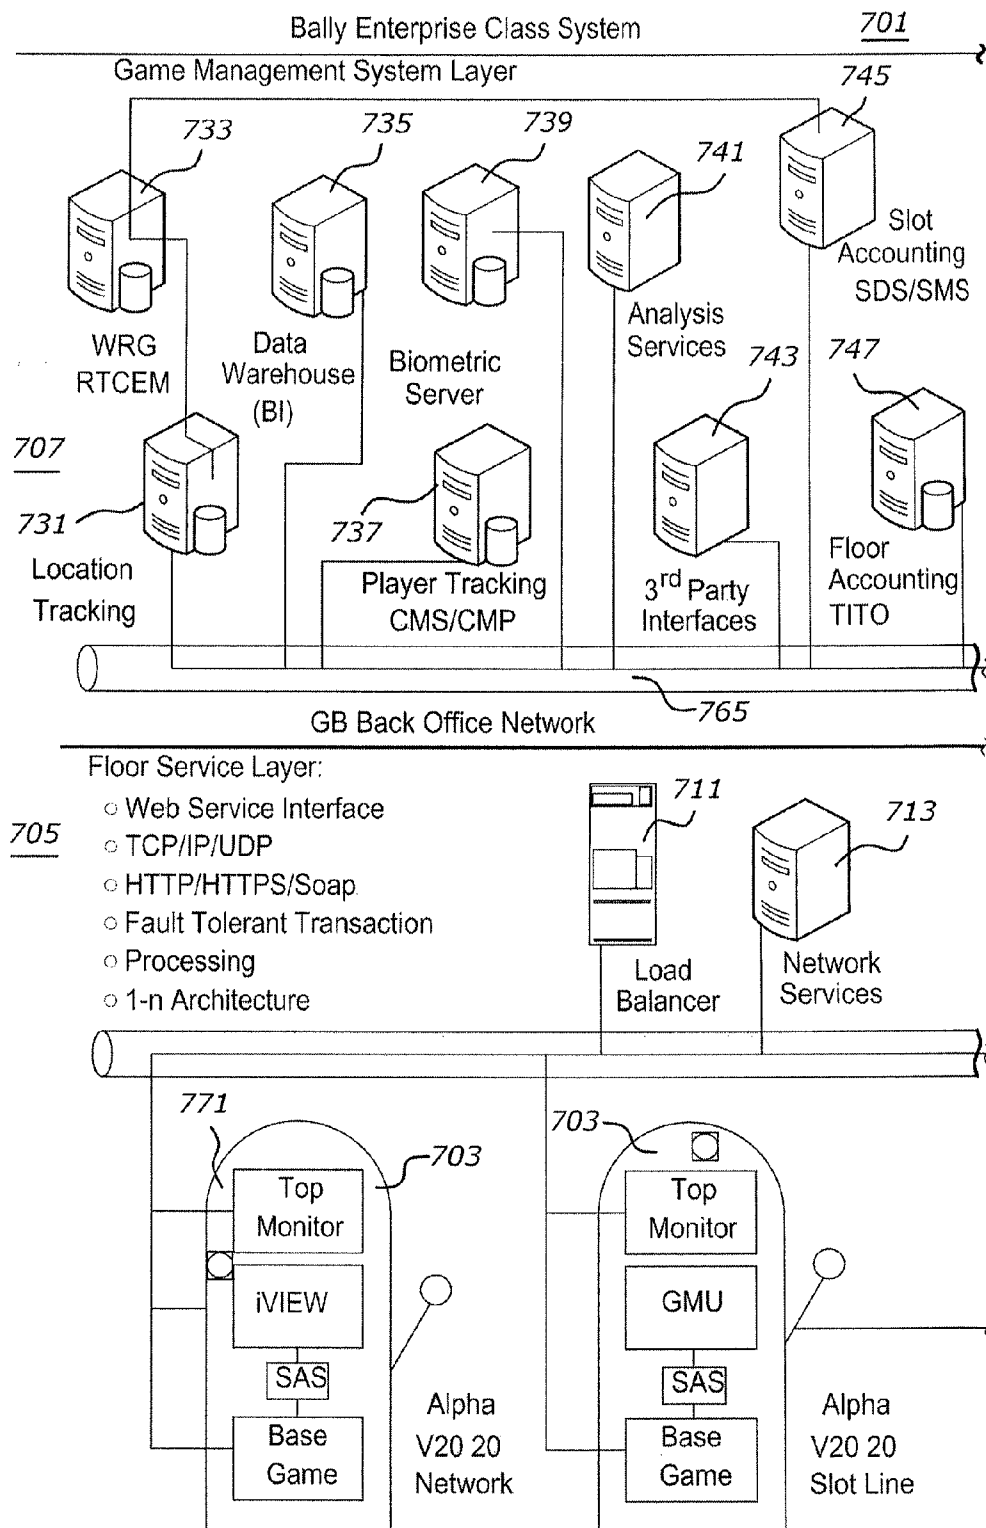 Bally Enterprise Class System
701
Game Management System Layer
745
733
735
739
741
Slot
Accounting
SDS/SMS
WRG
RTCEM
Data
Warehouse
(BI)
Biometric
Server
Analysis
Services
743
747
707
731
737
Location
Tracking
Player Tracking
CMS/CMP
3rd Party
Interfaces
Floor
Accounting
TITO
765
GB Back Office Network
Floor Service Layer:
○ Web Service Interface
○ TCP/IP/UDP
○ HTTP/HTTPS/Soap
○ Fault Tolerant Transaction
○ Processing
○ 1-n Architecture
705
711
713
Load
Balancer
Network
Services
771
703
Top
Monitor
iVIEW
SAS
Base
Game
Alpha
V20 20
Network
703
Top
Monitor
GMU
SAS
Base
Game
Alpha
V20 20
Slot Line